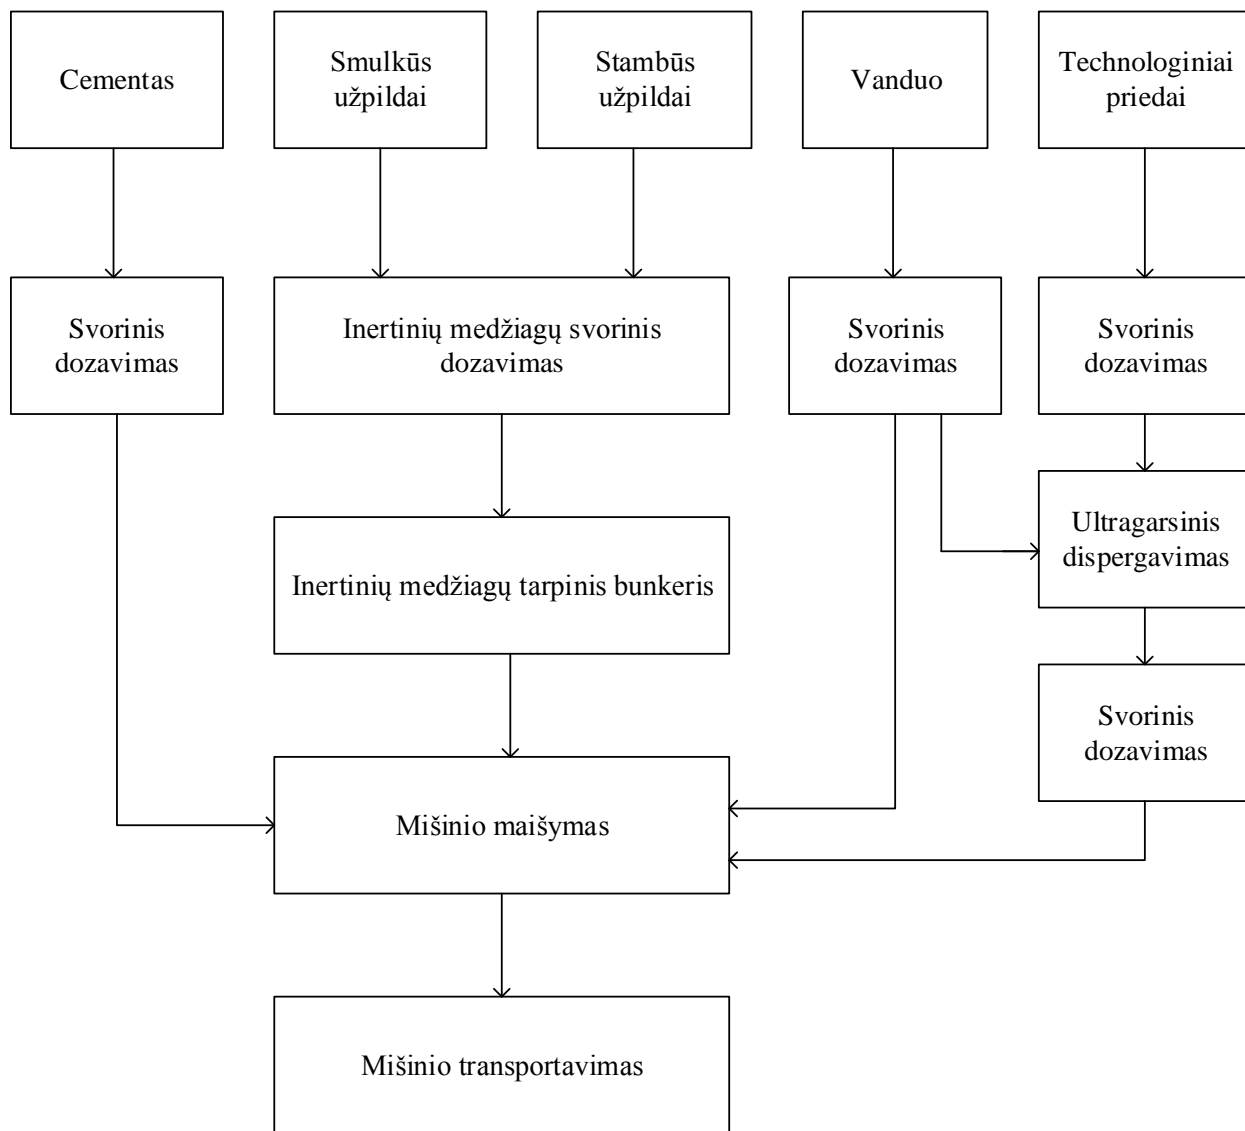 Cementas
Smulkūs
užpildai
Stambūs
užpildai
Vanduo
Technologiniai
priedai
Svorinis
dozavimas
Inertinių medžiagų svorinis
dozavimas
Svorinis
dozavimas
Svorinis
dozavimas
Ultragarsinis
dispergavimas
Inertinių medžiagų tarpinis bunkeris
Svorinis
dozavimas
Mišinio maišymas
Mišinio transportavimas